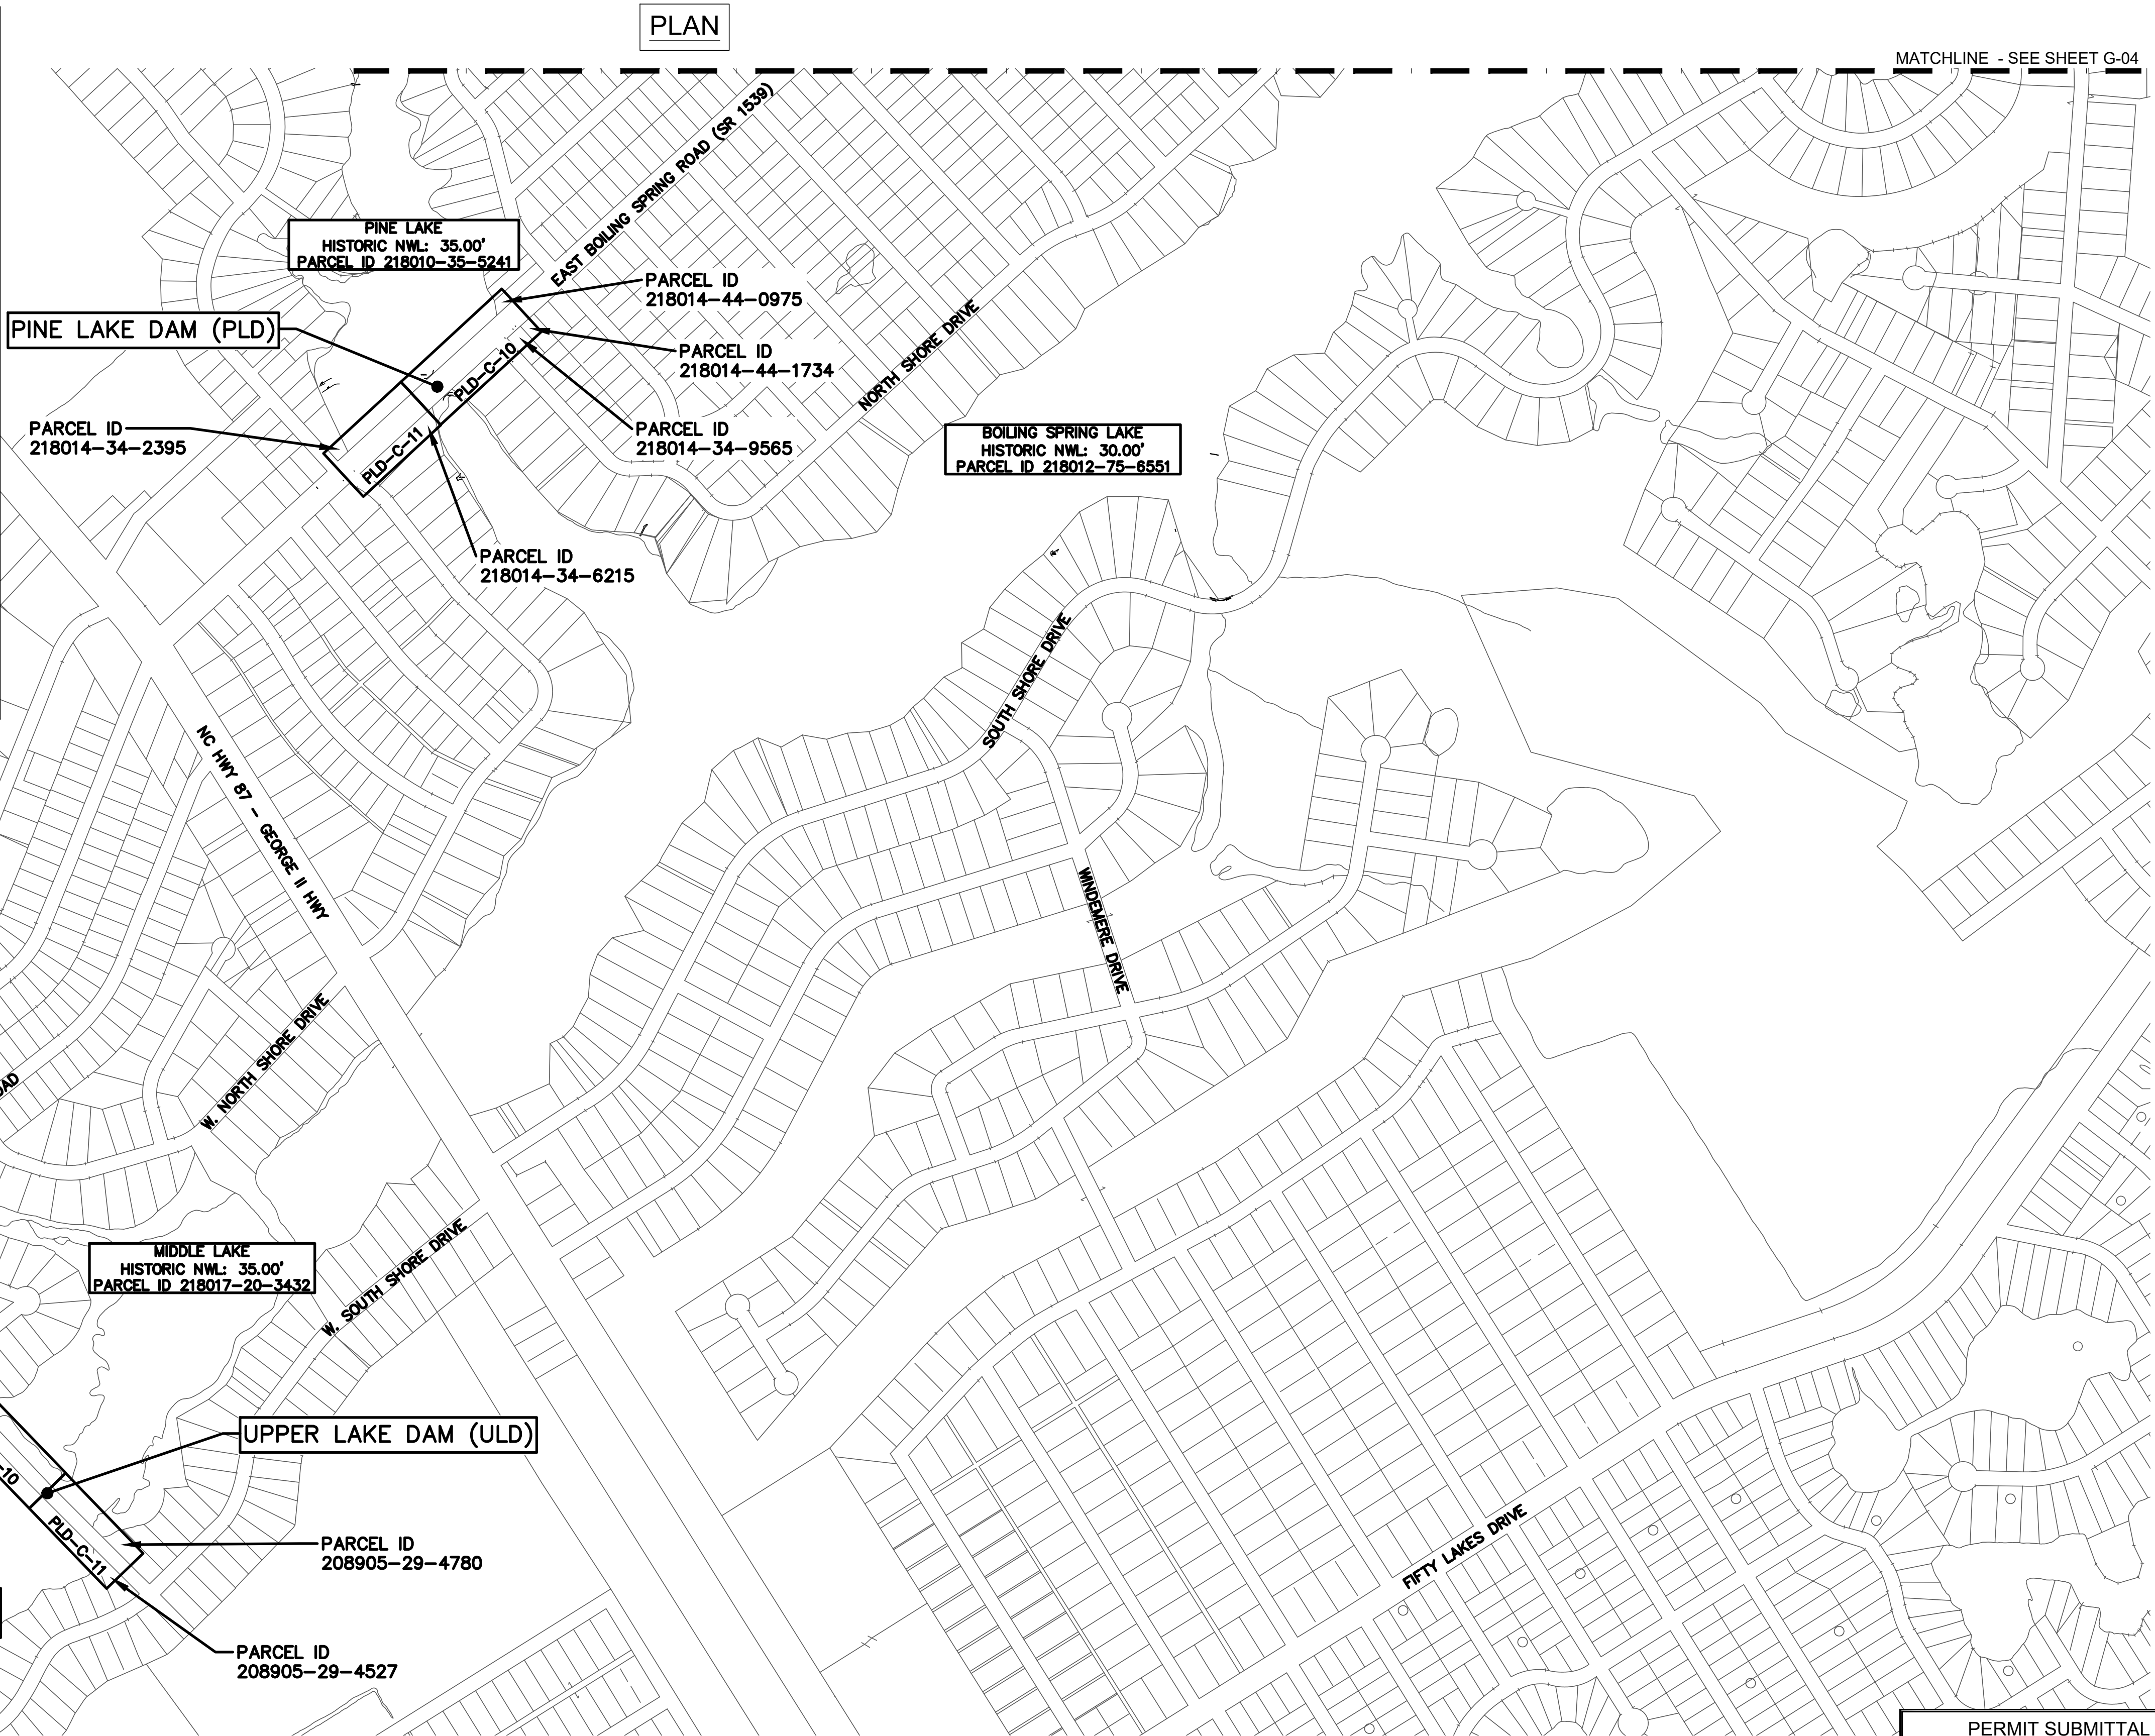 PLAN
MATCHLINE - SEE SHEET G-04
EAST BOILING SPRING ROAD (SR 1539)
PINE LAKE
HISTORIC NWL: 35.00'
PARCEL ID 218010-35-5241
PARCEL ID
218014-44-0975
PINE LAKE DAM (PLD)
PARCEL ID
218014-44-1734
PLD-C-10
NORTH SHORE DRIVE
PARCEL ID
218014-34-2395
PLD-C-11
PARCEL ID
218014-34-9565
BOILING SPRING LAKE
HISTORIC NWL: 30.00'
PARCEL ID 218012-75-6551
PARCEL ID
218014-34-6215
SOUTH SHORE DRIVE
NC HWY 87 - GEORGE II HWY
WINDEMERE DRIVE
W. NORTH SHORE DRIVE
OAD
MIDDLE LAKE
HISTORIC NWL: 35.00'
PARCEL ID 218017-20-3432
W. SOUTH SHORE DRIVE
UPPER LAKE DAM (ULD)
-10
PLD-C-11
PARCEL ID
208905-29-4780
FIFTY LAKES DRIVE
PARCEL ID
208905-29-4527
PERMIT SUBMITTAL